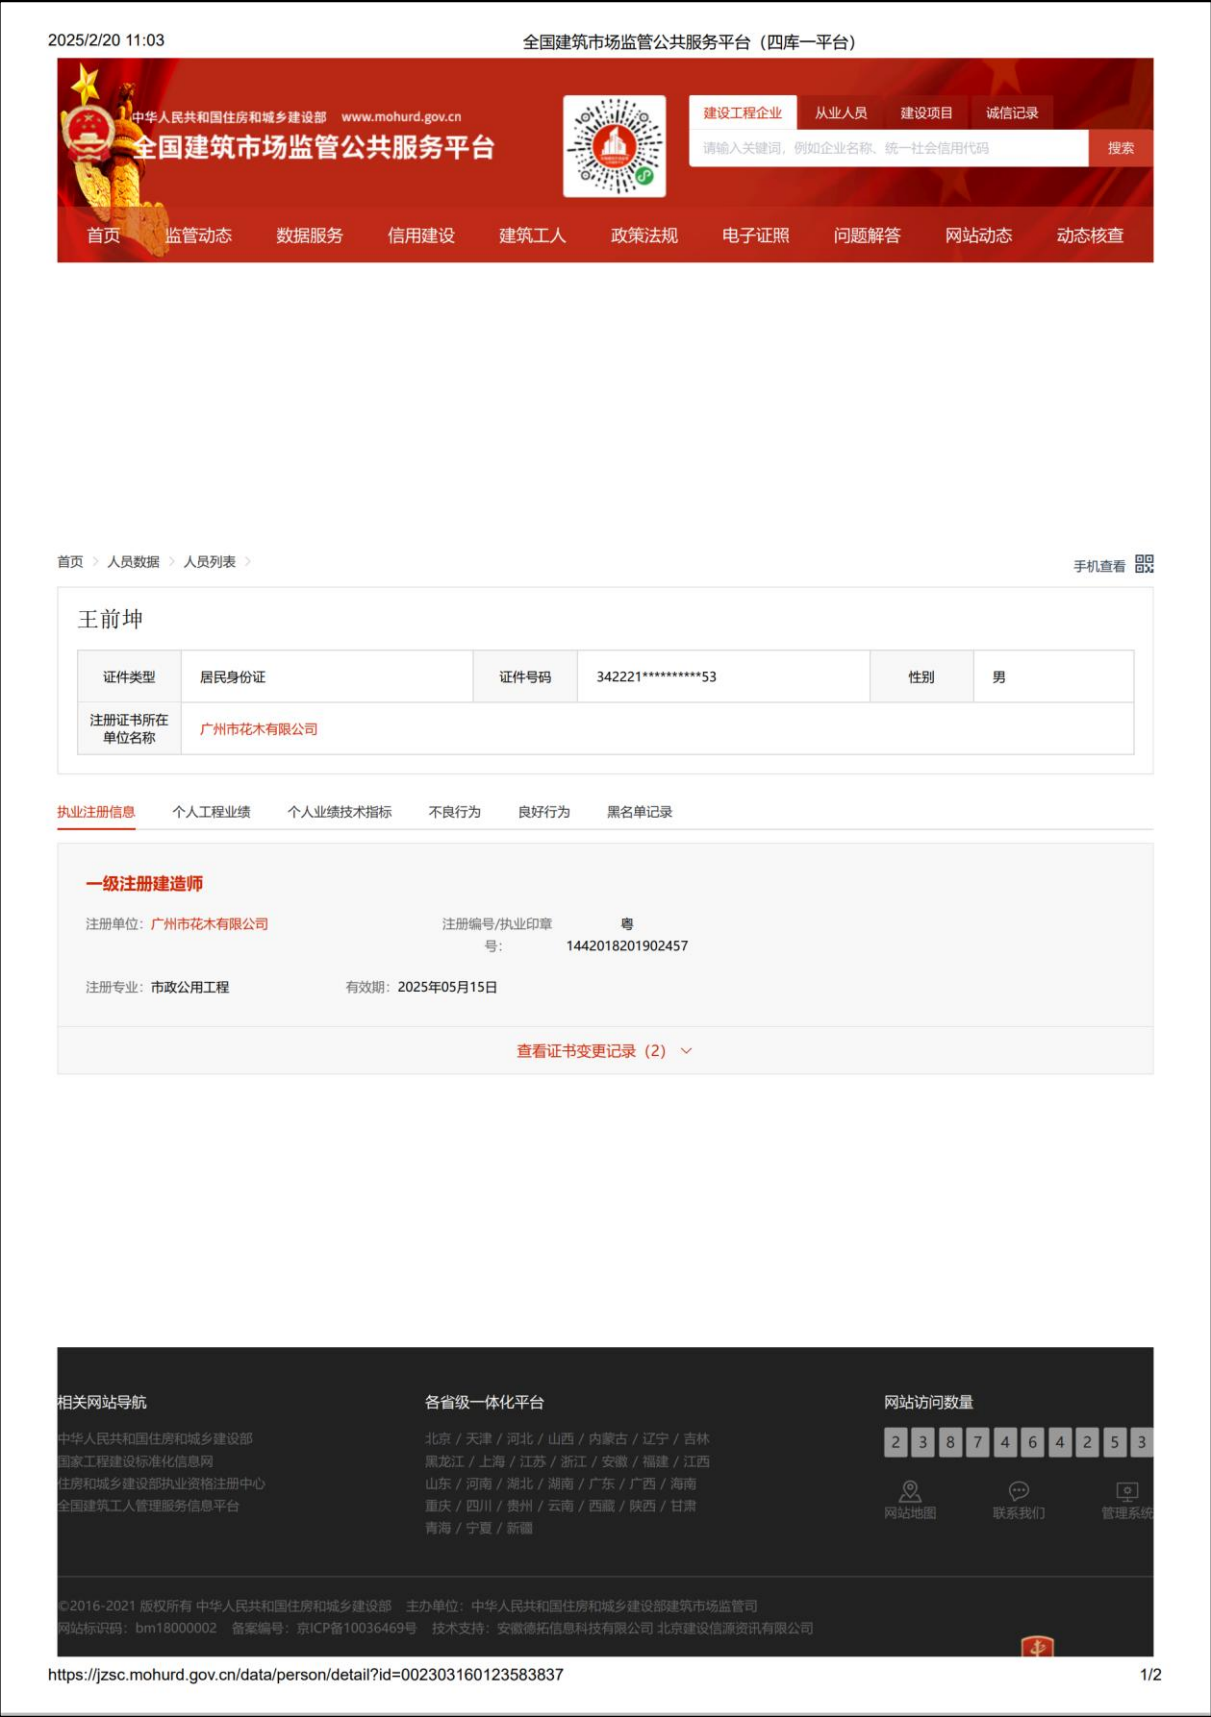 2025/2/20 11:03
全国建筑市场监管公共服务平台（四库一平台）
中华人民共和国住房和城乡建设部 www.mohurd.gov.cn
全国建筑市场监管公共服务平台
建设工程企业 从业人员 建设项目 诚信记录
请输入关键词，例如企业名称、统一社会信用代码 搜索
首页 监管动态 数据服务 信用建设 建筑工人 政策法规 电子证照 问题解答 网站动态 动态核查
首页 > 人员数据 > 人员列表 >
手机查看
王前坤
证件类型 居民身份证 证件号码 342221**********53 性别 男
注册证书所在
单位名称
广州市花木有限公司
执业注册信息 个人工程业绩 个人业绩技术指标 不良行为 良好行为 黑名单记录
一级注册建造师
注册单位：广州市花木有限公司
注册编号/执业印章
号：
粤
1442018201902457
注册专业：市政公用工程 有效期：2025年05月15日
查看证书变更记录（2）
相关网站导航
中华人民共和国住房和城乡建设部
国家工程建设标准化信息网
住房和城乡建设部执业资格注册中心
全国建筑工人管理服务信息平台
各省级一体化平台
北京 / 天津 / 河北 / 山西 / 内蒙古 / 辽宁 / 吉林
黑龙江 / 上海 / 江苏 / 浙江 / 安徽 / 福建 / 江西
山东 / 河南 / 湖北 / 湖南 / 广东 / 广西 / 海南
重庆 / 四川 / 贵州 / 云南 / 西藏 / 陕西 / 甘肃
青海 / 宁夏 / 新疆
网站访问数量
2 3 8 7 4 6 4 2 5 3
网站地图 联系我们 管理系统
©2016-2021 版权所有 中华人民共和国住房和城乡建设部 主办单位：中华人民共和国住房和城乡建设部建筑市场监管司
网站标识码：bm18000002 备案编号：京ICP备10036469号 技术支持：安徽德拓信息科技有限公司 北京建设信源资讯有限公司
https://jzsc.mohurd.gov.cn/data/person/detail?id=002303160123583837
1/2